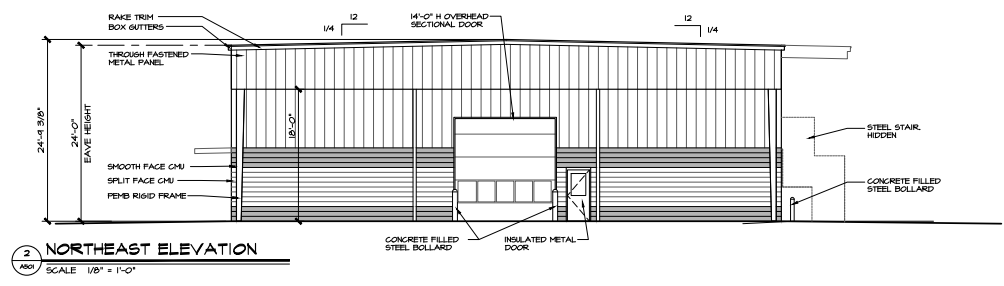 RAKE TRIM
BOX GUTTERS
THROUGH FASTENED
METAL PANEL
12
1/4
14'-0" H OVERHEAD
SECTIONAL DOOR
12
1/4
24'-9 3/8"
24'-0"
EAVE HEIGHT
18'-0"
STEEL STAIR
HIDDEN
SMOOTH FACE CMU
SPLIT FACE CMU
PEMB RIGID FRAME
CONCRETE FILLED
STEEL BOLLARD
CONCRETE FILLED
STEEL BOLLARD
INSULATED METAL
DOOR
2
A501
NORTHEAST ELEVATION
SCALE 1/8" = 1'-0"